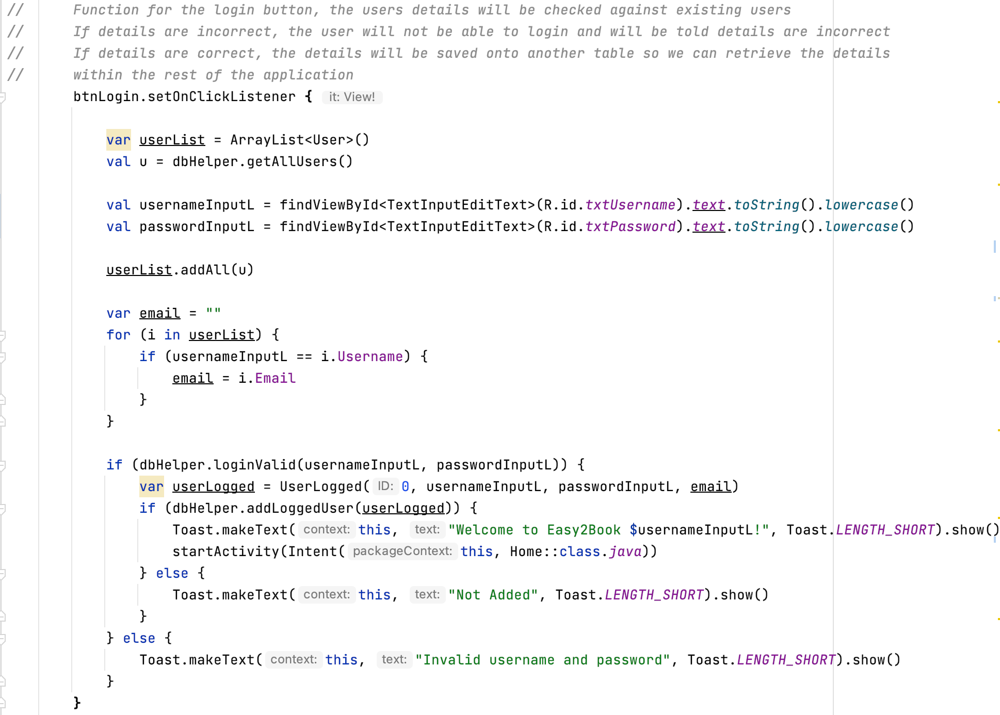 //      Function for the login button, the users details will be checked against existing users
//      If details are incorrect, the user will not be able to login and will be told details are incorrect
//      If details are correct, the details will be saved onto another table so we can retrieve the details
//      within the rest of the application
        btnLogin.setOnClickListener { it: View!
            var userList = ArrayList<User>()
            val u = dbHelper.getAllUsers()
            val usernameInputL = findViewById<TextInputEditText>(R.id.txtUsername).text.toString().lowercase()
            val passwordInputL = findViewById<TextInputEditText>(R.id.txtPassword).text.toString().lowercase()
            userList.addAll(u)
            var email = ""
            for (i in userList) {
                if (usernameInputL == i.Username) {
                    email = i.Email
                }
            }
            if (dbHelper.loginValid(usernameInputL, passwordInputL)) {
                var userLogged = UserLogged( ID: 0, usernameInputL, passwordInputL, email)
                if (dbHelper.addLoggedUser(userLogged)) {
                    Toast.makeText( context: this, text: "Welcome to Easy2Book $usernameInputL!", Toast.LENGTH_SHORT).show()
                    startActivity(Intent( packageContext: this, Home::class.java))
                } else {
                    Toast.makeText( context: this, text: "Not Added", Toast.LENGTH_SHORT).show()
                }
            } else {
                Toast.makeText( context: this, text: "Invalid username and password", Toast.LENGTH_SHORT).show()
            }
        }